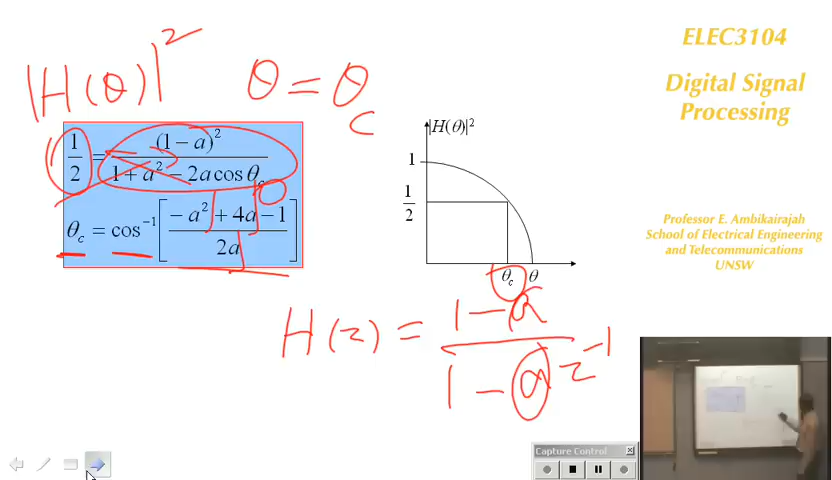 |H(θ)|² θ = θc
1/2 = (1 − a)² / (1 + a² − 2a cos θc)
θc = cos⁻¹ [ (−a² + 4a − 1) / 2a ]
|H(θ)|²
1
1/2
θc θ
H(z) = (1 − a) / (1 − a z⁻¹)
ELEC3104
Digital Signal
Processing
Professor E. Ambikairajah
School of Electrical Engineering
and Telecommunications
UNSW
Capture Control